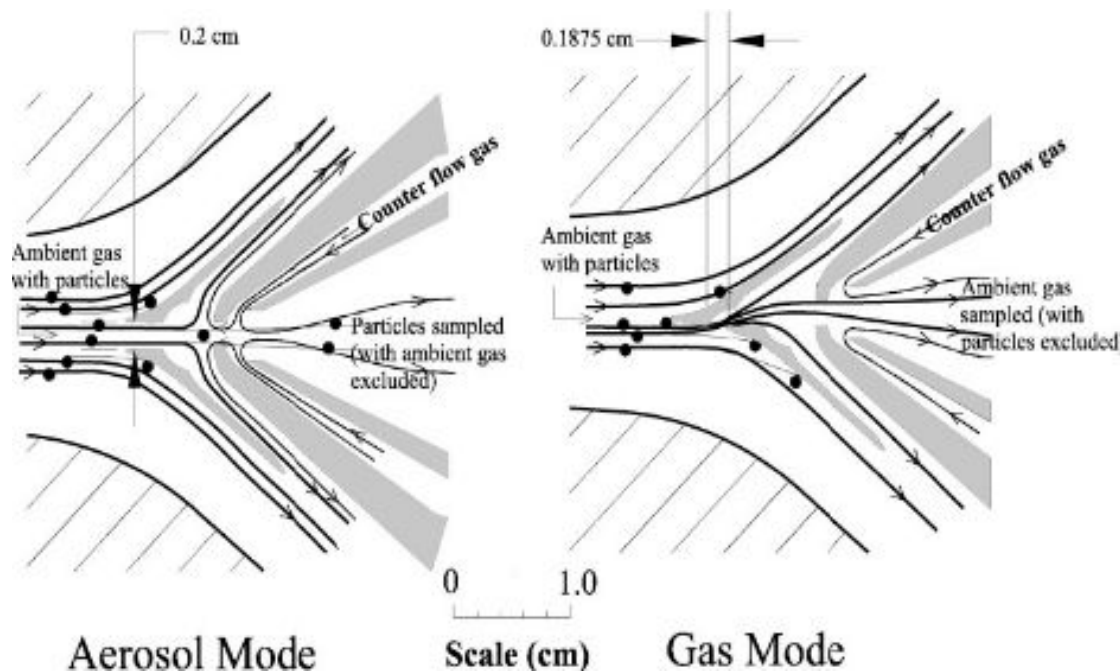 0.2 cm
Ambient gas
with particles
Counter flow gas
Particles sampled
(with ambient gas
excluded)
Aerosol Mode
0 1.0
Scale (cm)
0.1875 cm
Ambient gas
with particles
Counter flow gas
Ambient gas
sampled (with
particles excluded
Gas Mode